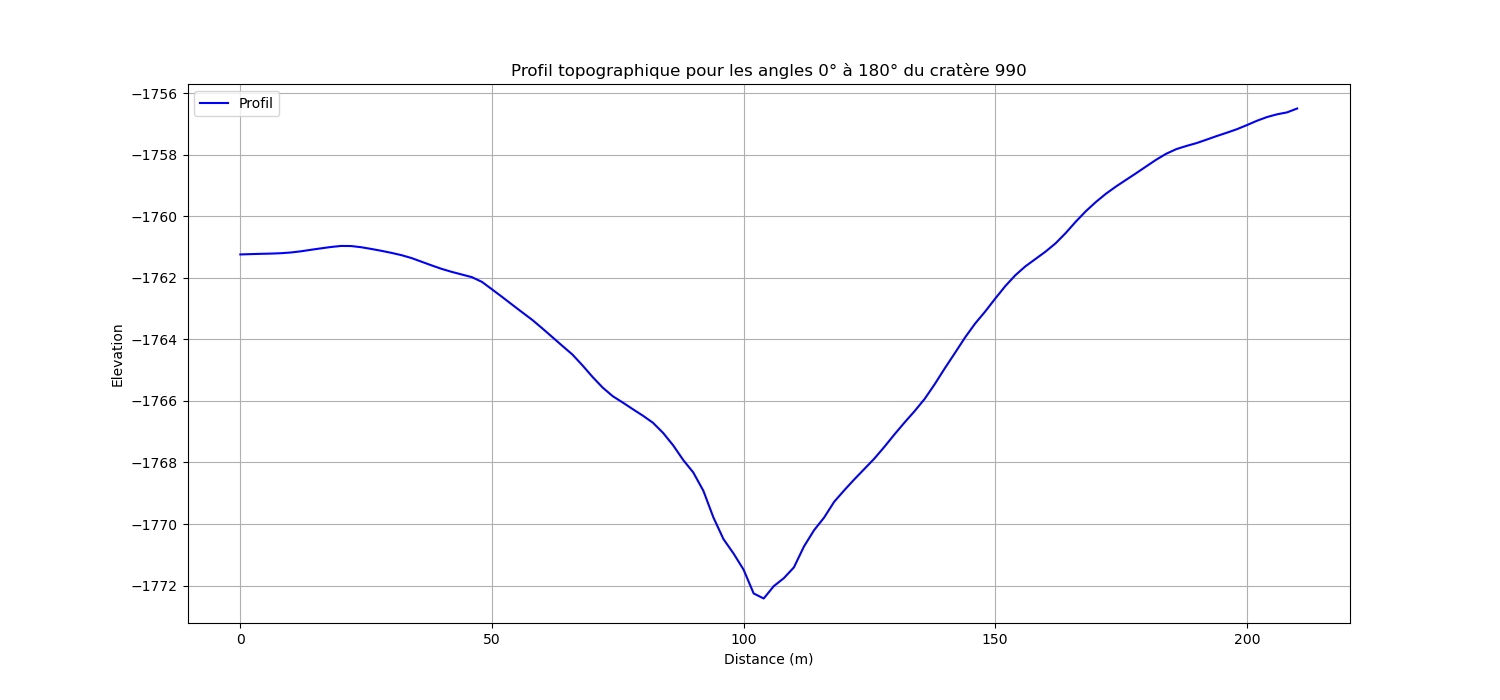 Profil topographique pour les angles 0° à 180° du cratère 990
Profil
−1756
−1758
−1760
−1762
−1764
−1766
−1768
−1770
−1772
Elevation
0 50 100 150 200
Distance (m)